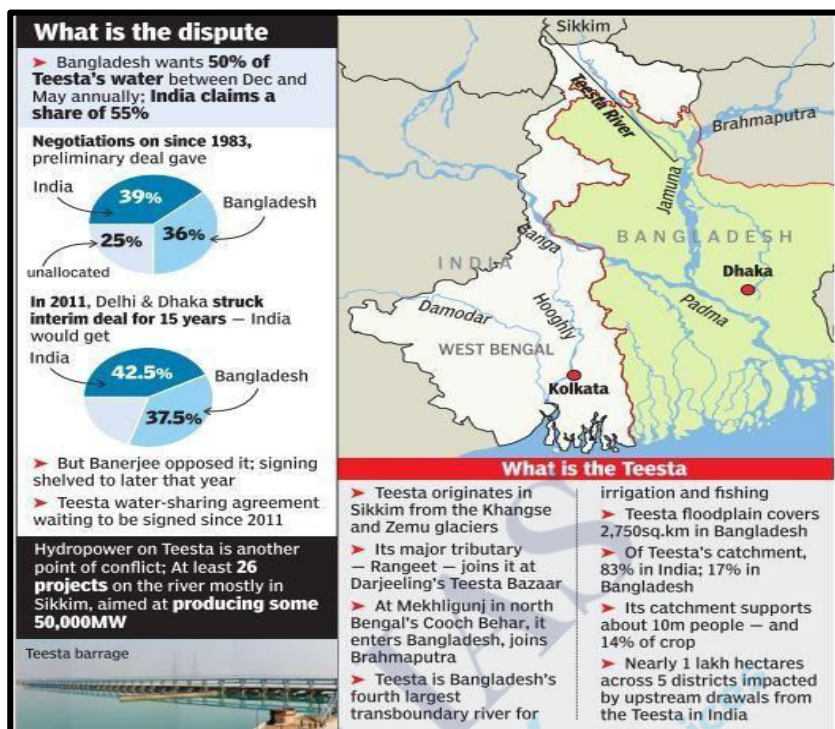 What is the dispute
➤ Bangladesh wants 50% of
Teesta's water between Dec and
May annually; India claims a
share of 55%
Negotiations on since 1983,
preliminary deal gave
India
39%
Bangladesh
25%
36%
unallocated
In 2011, Delhi & Dhaka struck
interim deal for 15 years — India
would get
India
42.5%
Bangladesh
37.5%
➤ But Banerjee opposed it; signing
shelved to later that year
➤ Teesta water-sharing agreement
waiting to be signed since 2011
Hydropower on Teesta is another
point of conflict; At least 26
projects on the river mostly in
Sikkim, aimed at producing some
50,000MW
Teesta barrage
Sikkim
Teesta River
Brahmaputra
Jamuna
Ganga
BANGLADESH
INDIA
Dhaka
Damodar
Hooghly
Padma
WEST BENGAL
Kolkata
What is the Teesta
➤ Teesta originates in
Sikkim from the Khangse
and Zemu glaciers
➤ Its major tributary
— Rangeet — joins it at
Darjeeling's Teesta Bazaar
➤ At Mekhligunj in north
Bengal's Cooch Behar, it
enters Bangladesh, joins
Brahmaputra
➤ Teesta is Bangladesh's
fourth largest
transboundary river for
irrigation and fishing
➤ Teesta floodplain covers
2,750sq.km in Bangladesh
➤ Of Teesta's catchment,
83% in India; 17% in
Bangladesh
➤ Its catchment supports
about 10m people — and
14% of crop
➤ Nearly 1 lakh hectares
across 5 districts impacted
by upstream drawals from
the Teesta in India
IAS